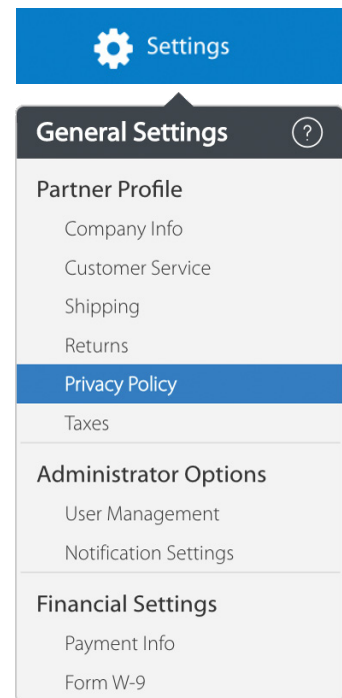 Settings
General Settings ?
Partner Profile
Company Info
Customer Service
Shipping
Returns
Privacy Policy
Taxes
Administrator Options
User Management
Notification Settings
Financial Settings
Payment Info
Form W-9